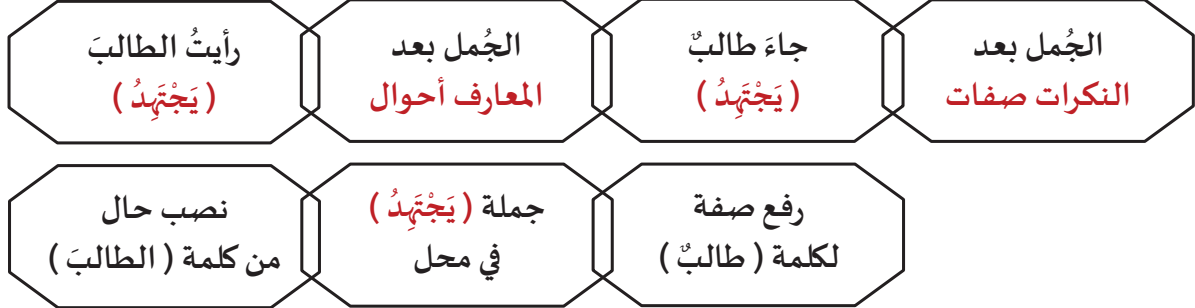 الجُمل بعد
النكرات صفات
جاءَ طالبٌ
( يَجْتَهِدُ )
الجُمل بعد
المعارف أحوال
رأيتُ الطالبَ
( يَجْتَهِدُ )
رفع صفة
لكلمة ( طالبٌ )
جملة ( يَجْتَهِدُ )
في محل
نصب حال
من كلمة ( الطالبَ )